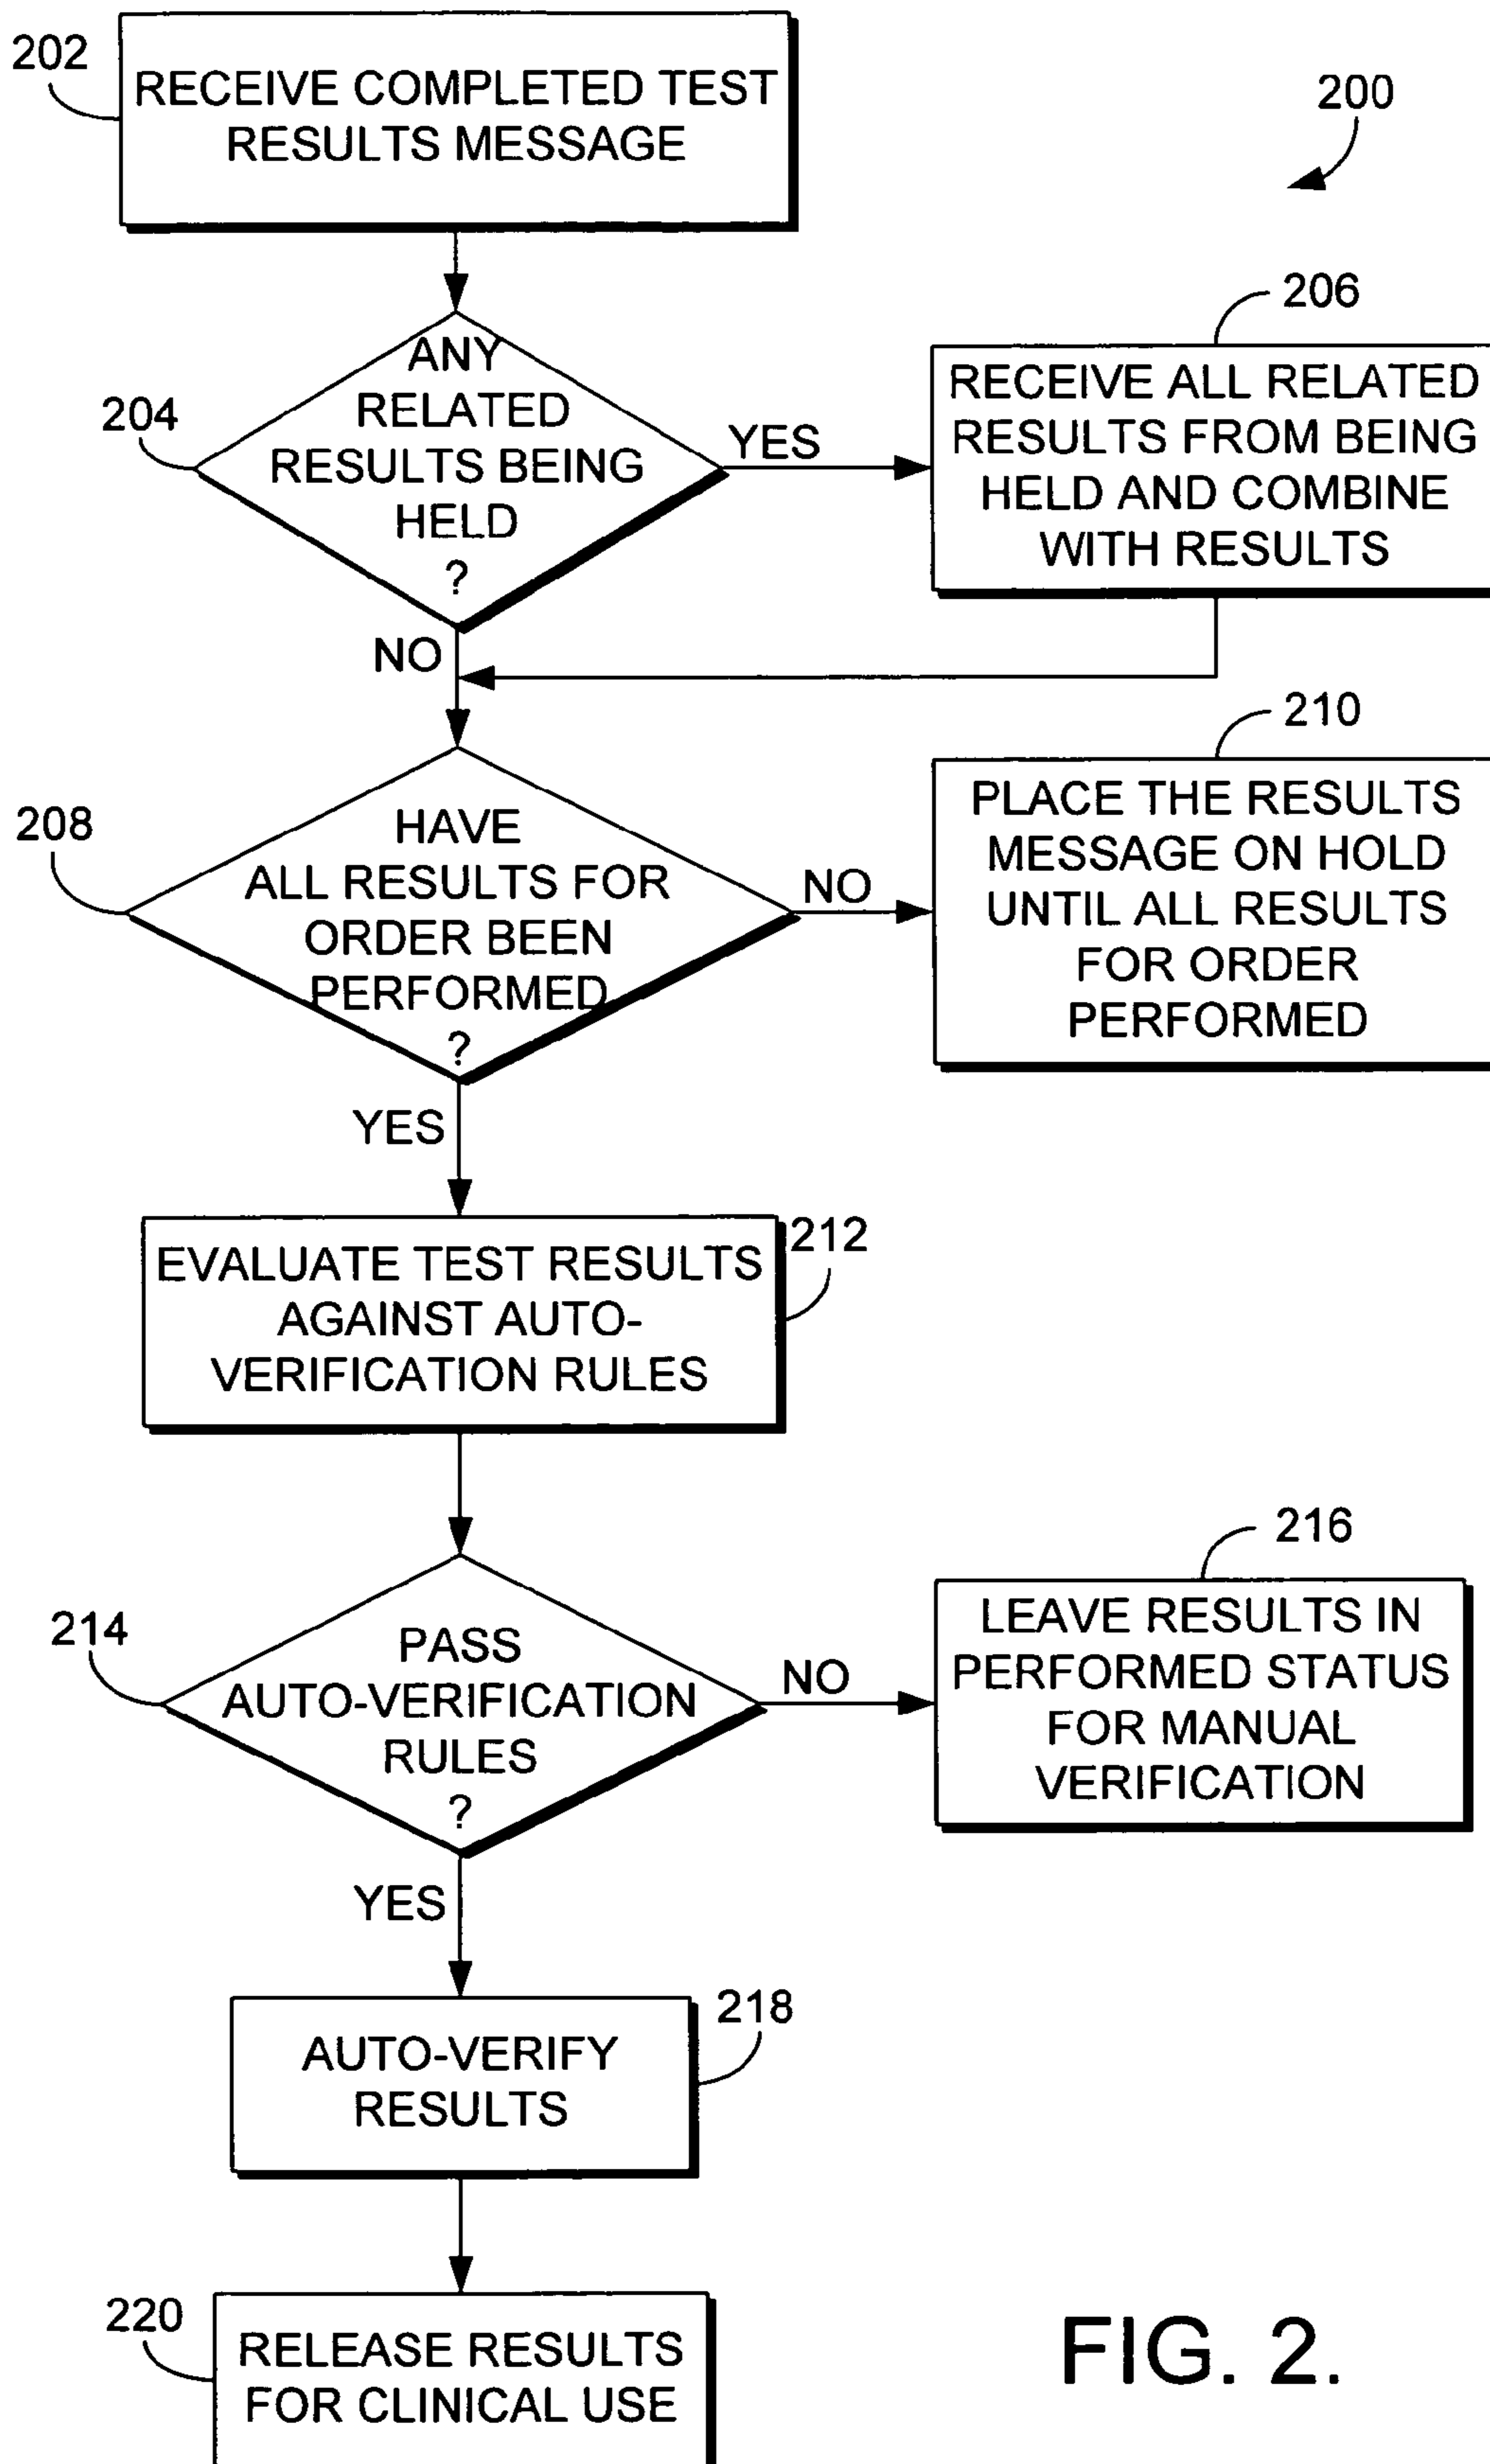 202
RECEIVE COMPLETED TEST
RESULTS MESSAGE
200
204
ANY
RELATED
RESULTS BEING
HELD
?
YES
206
RECEIVE ALL RELATED
RESULTS FROM BEING
HELD AND COMBINE
WITH RESULTS
NO
208
HAVE
ALL RESULTS FOR
ORDER BEEN
PERFORMED
?
NO
210
PLACE THE RESULTS
MESSAGE ON HOLD
UNTIL ALL RESULTS
FOR ORDER
PERFORMED
YES
212
EVALUATE TEST RESULTS
AGAINST AUTO-
VERIFICATION RULES
214
PASS
AUTO-VERIFICATION
RULES
?
NO
216
LEAVE RESULTS IN
PERFORMED STATUS
FOR MANUAL
VERIFICATION
YES
218
AUTO-VERIFY
RESULTS
220
RELEASE RESULTS
FOR CLINICAL USE
FIG. 2.